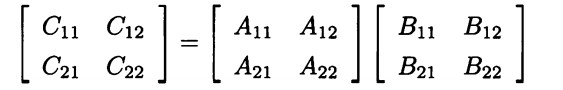 [ C₁₁ C₁₂ ] = [ A₁₁ A₁₂ ] [ B₁₁ B₁₂ ]
[ C₂₁ C₂₂ ]   [ A₂₁ A₂₂ ] [ B₂₁ B₂₂ ]